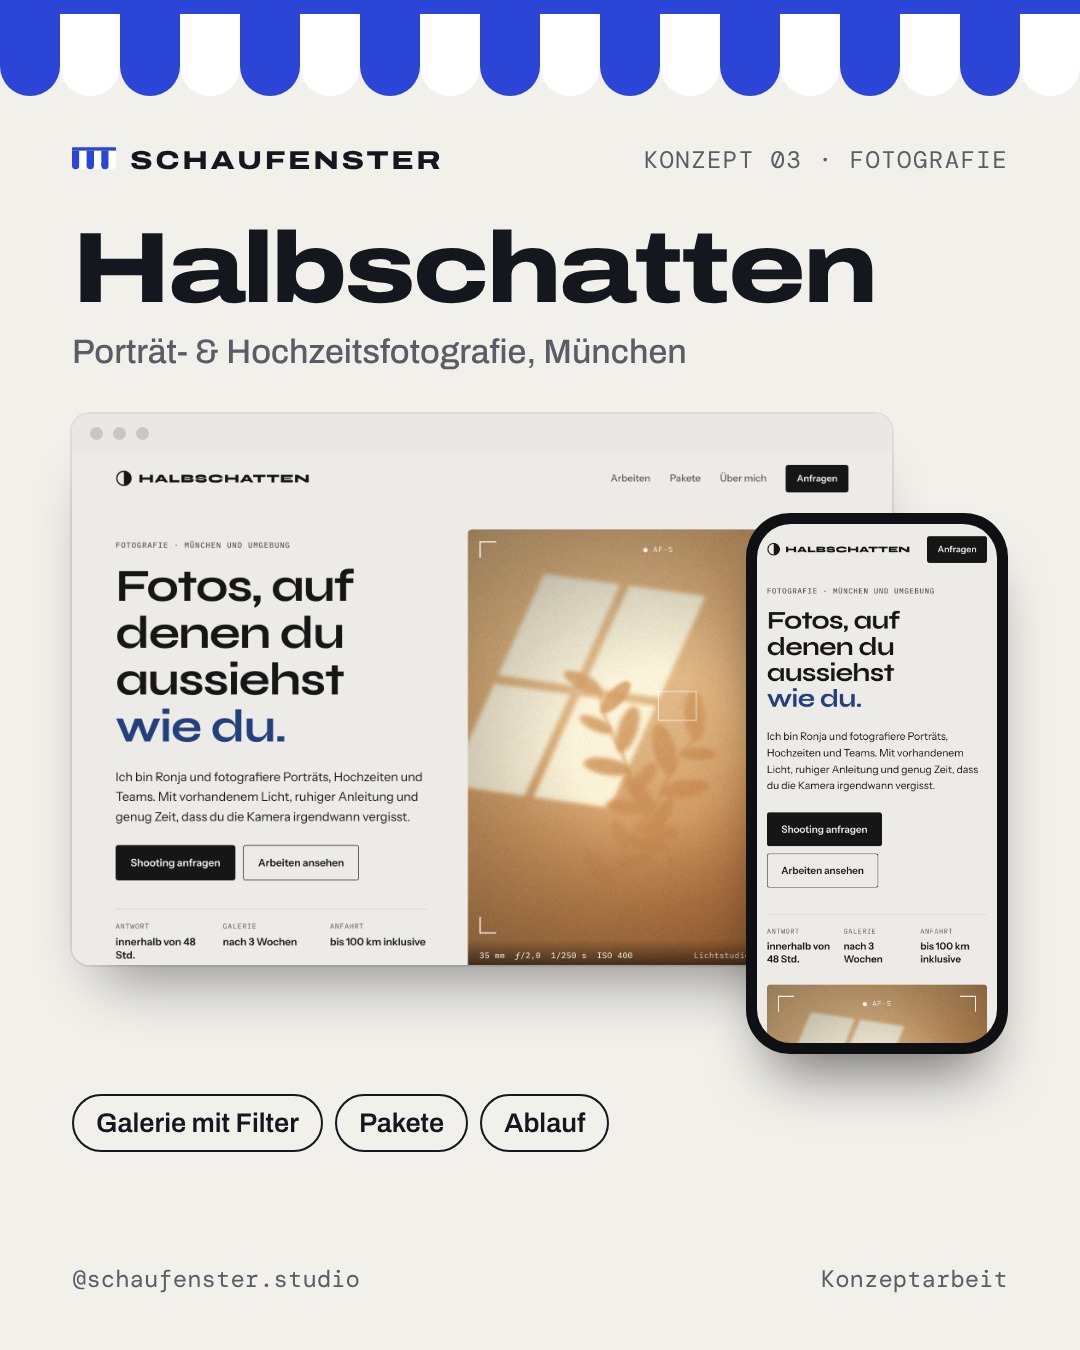 SCHAUFENSTER
KONZEPT 03 · FOTOGRAFIE
Halbschatten
Porträt- & Hochzeitsfotografie, München
HALBSCHATTEN
Arbeiten Pakete Über mich Anfragen
FOTOGRAFIE · MÜNCHEN UND UMGEBUNG
Fotos, auf
denen du
aussiehst
wie du.
Ich bin Ronja und fotografiere Porträts, Hochzeiten und
Teams. Mit vorhandenem Licht, ruhiger Anleitung und
genug Zeit, dass du die Kamera irgendwann vergisst.
Shooting anfragen Arbeiten ansehen
ANTWORT GALERIE ANFAHRT
innerhalb von 48 nach 3 Wochen bis 100 km inklusive
Std.
AF-S
35 mm ƒ/2,0 1/250 s ISO 400
HALBSCHATTEN Anfragen
FOTOGRAFIE · MÜNCHEN UND UMGEBUNG
Fotos, auf
denen du
aussiehst
wie du.
Ich bin Ronja und fotografiere Porträts,
Hochzeiten und Teams. Mit vorhandenem
Licht, ruhiger Anleitung und genug Zeit, dass
du die Kamera irgendwann vergisst.
Shooting anfragen
Arbeiten ansehen
ANTWORT GALERIE ANFAHRT
innerhalb von nach 3 bis 100 km
48 Std. Wochen inklusive
AF-S
Galerie mit Filter Pakete Ablauf
@schaufenster.studio
Konzeptarbeit